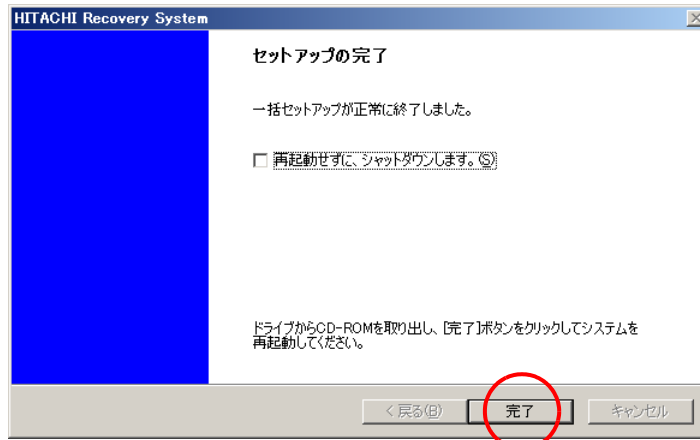 HITACHI Recovery System
セットアップの完了
一括セットアップが正常に終了しました。
再起動せずに、シャットダウンします。(S)
ドライブからCD-ROMを取り出し、[完了]ボタンをクリックしてシステムを
再起動してください。
< 戻る(B)
完了
キャンセル